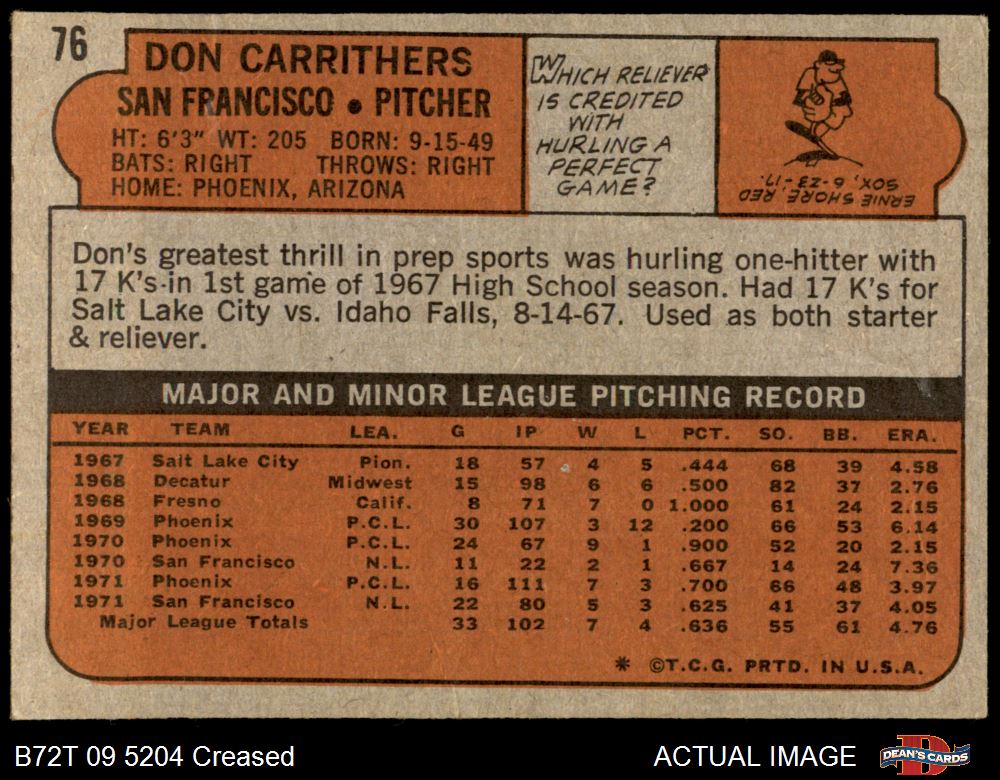 76
DON CARRITHERS
SAN FRANCISCO • PITCHER
HT: 6'3" WT: 205 BORN: 9-15-49
BATS: RIGHT THROWS: RIGHT
HOME: PHOENIX, ARIZONA
WHICH RELIEVER
IS CREDITED
WITH
HURLING A
PERFECT
GAME?
ERNIE SHORE, RED
SOX, 6-23-17.
Don's greatest thrill in prep sports was hurling one-hitter with
17 K's in 1st game of 1967 High School season. Had 17 K's for
Salt Lake City vs. Idaho Falls, 8-14-67. Used as both starter
& reliever.
MAJOR AND MINOR LEAGUE PITCHING RECORD
YEAR TEAM LEA. G IP W L PCT. SO. BB. ERA.
1967 Salt Lake City Pion. 18 57 4 5 .444 68 39 4.58
1968 Decatur Midwest 15 98 6 6 .500 82 37 2.76
1968 Fresno Calif. 8 71 7 0 1.000 61 24 2.15
1969 Phoenix P.C.L. 30 107 3 12 .200 66 53 6.14
1970 Phoenix P.C.L. 24 67 9 1 .900 52 20 2.15
1970 San Francisco N.L. 11 22 2 1 .667 14 24 7.36
1971 Phoenix P.C.L. 16 111 7 3 .700 66 48 3.97
1971 San Francisco N.L. 22 80 5 3 .625 41 37 4.05
Major League Totals 33 102 7 4 .636 55 61 4.76
* ©T.C.G. PRTD. IN U.S.A.
B72T 09 5204 Creased
ACTUAL IMAGE
D
DEAN'S CARDS